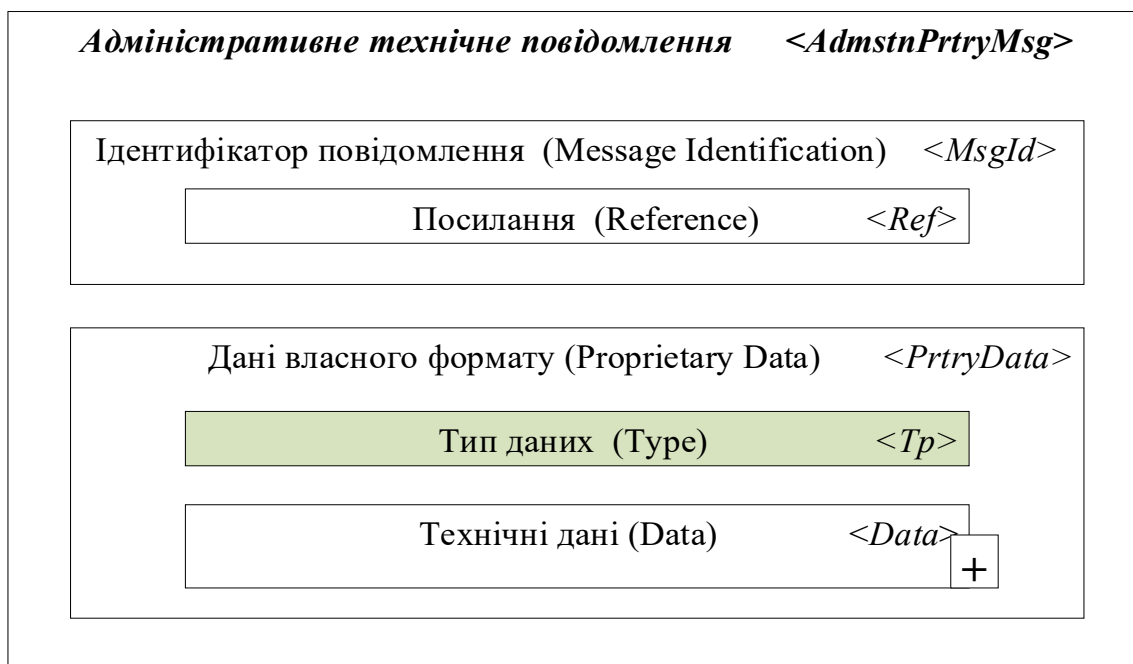 Адміністративне технічне повідомлення <AdmstnPrtryMsg>
Ідентифікатор повідомлення (Message Identification) <MsgId>
Посилання (Reference) <Ref>
Дані власного формату (Proprietary Data) <PrtryData>
Тип даних (Type) <Tp>
Технічні дані (Data) <Data>
+